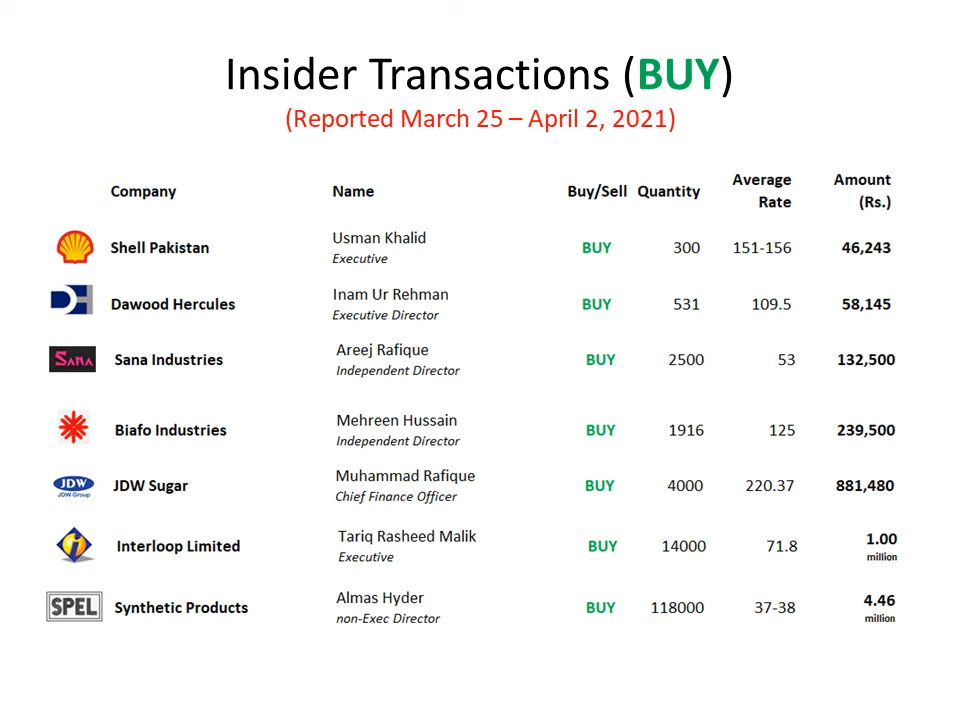 Insider Transactions (BUY)
(Reported March 25 – April 2, 2021)
Company Name Buy/Sell Quantity Average Rate Amount (Rs.)
Shell Pakistan Usman Khalid BUY 300 151-156 46,243
Executive
Dawood Hercules Inam Ur Rehman BUY 531 109.5 58,145
Executive Director
SANA Sana Industries Areej Rafique BUY 2500 53 132,500
Independent Director
Biafo Industries Mehreen Hussain BUY 1916 125 239,500
Independent Director
JDW JDW Sugar Muhammad Rafique BUY 4000 220.37 881,480
JDW Group Chief Finance Officer
Interloop Limited Tariq Rasheed Malik BUY 14000 71.8 1.00
Executive million
SPEL Synthetic Products Almas Hyder BUY 118000 37-38 4.46
non-Exec Director million